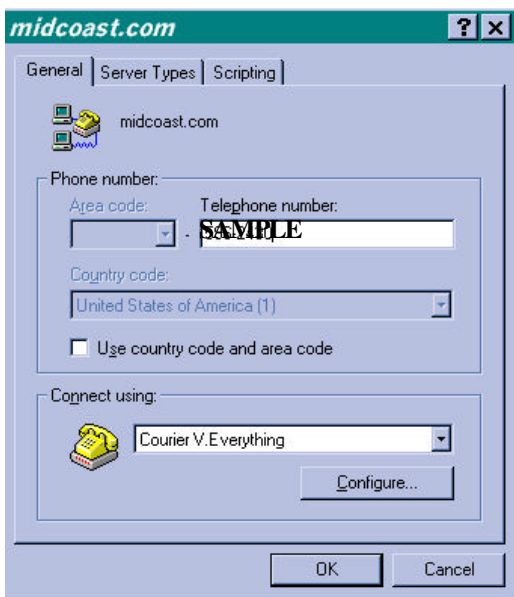 midcoast.com
General Server Types Scripting
midcoast.com
Phone number:
Area code: Telephone number:
- SAMPLE
Country code:
United States of America (1)
Use country code and area code
Connect using:
Courier V.Everything
Configure...
OK Cancel